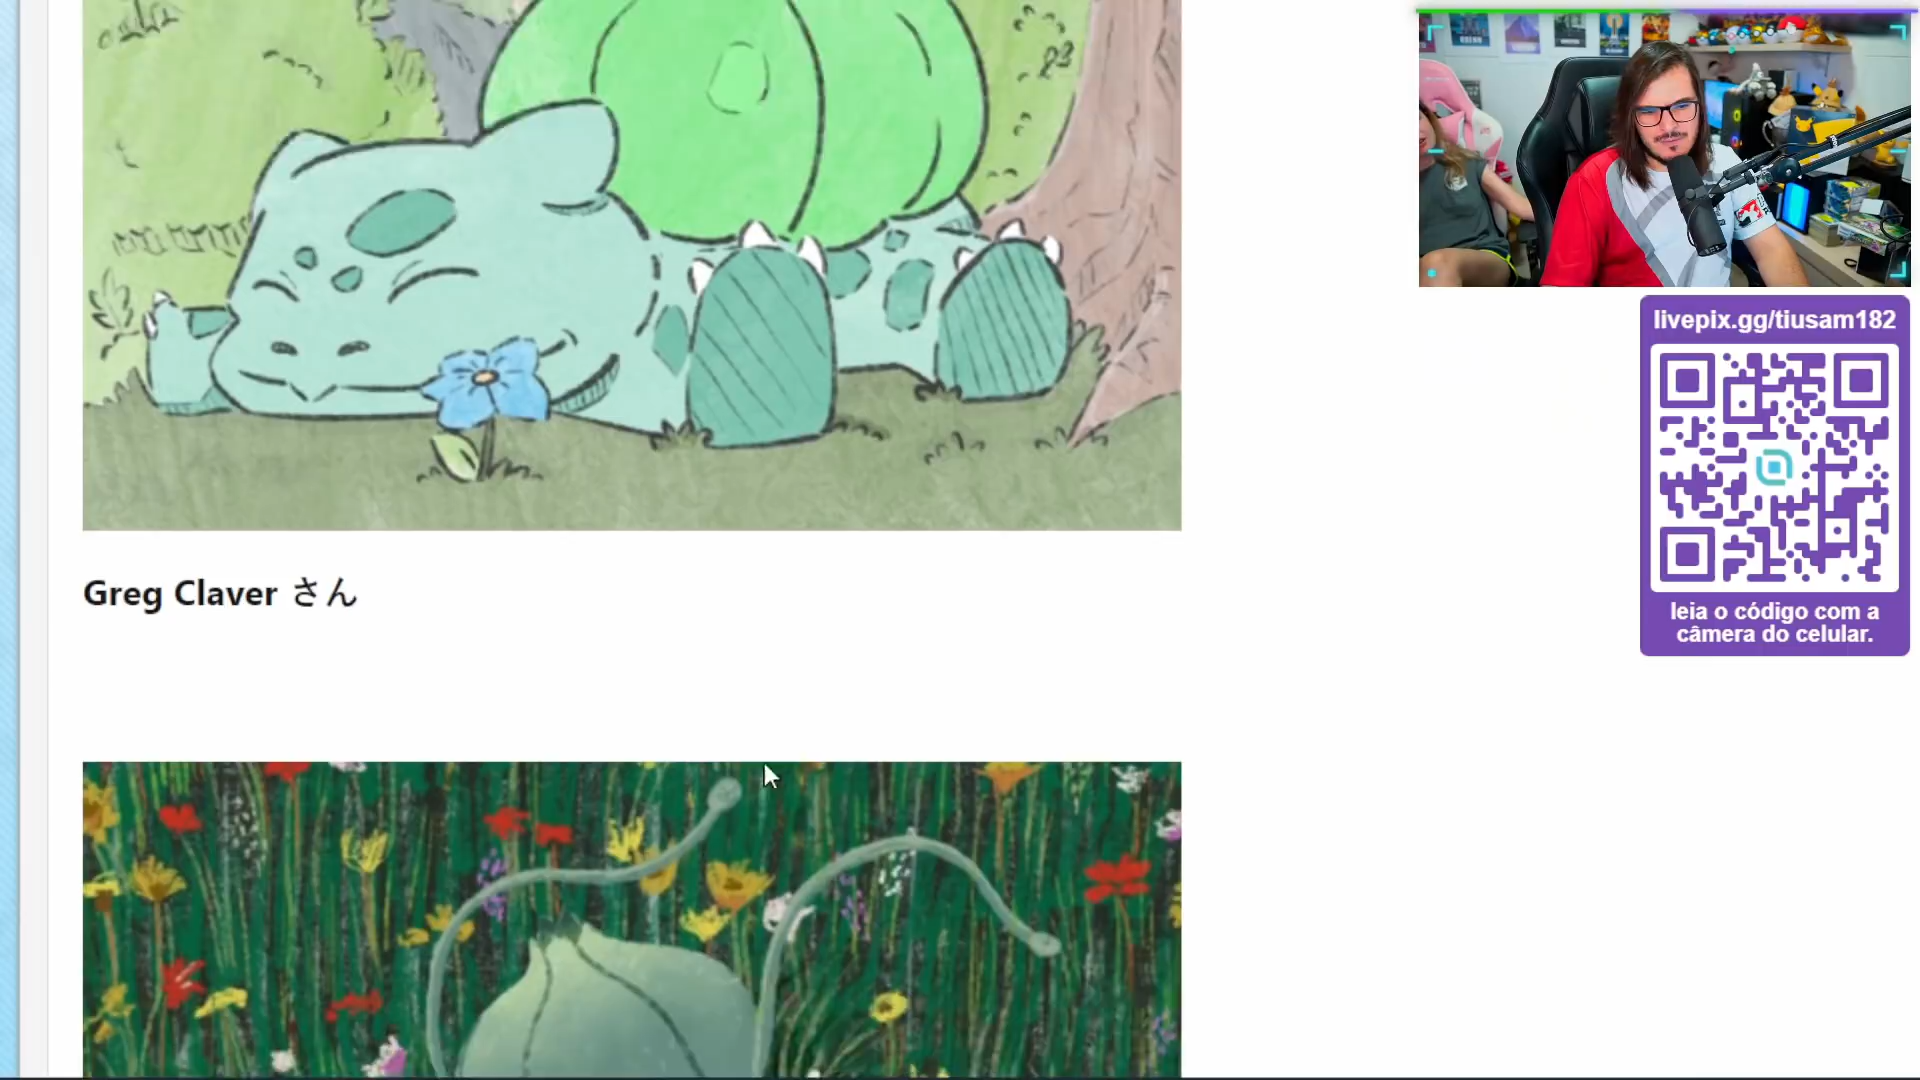 livepix.gg/tiusam182
leia o código com a
câmera do celular.
Greg Claver さん